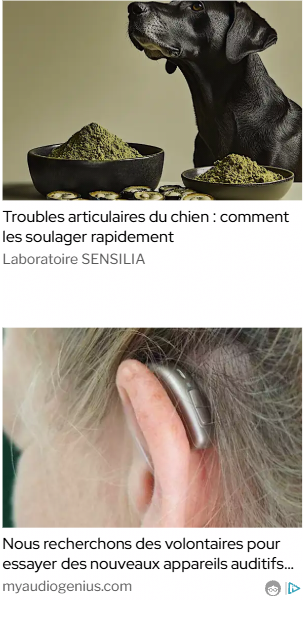 Troubles articulaires du chien : comment
les soulager rapidement
Laboratoire SENSILIA
Nous recherchons des volontaires pour
essayer des nouveaux appareils auditifs...
myaudiogenius.com